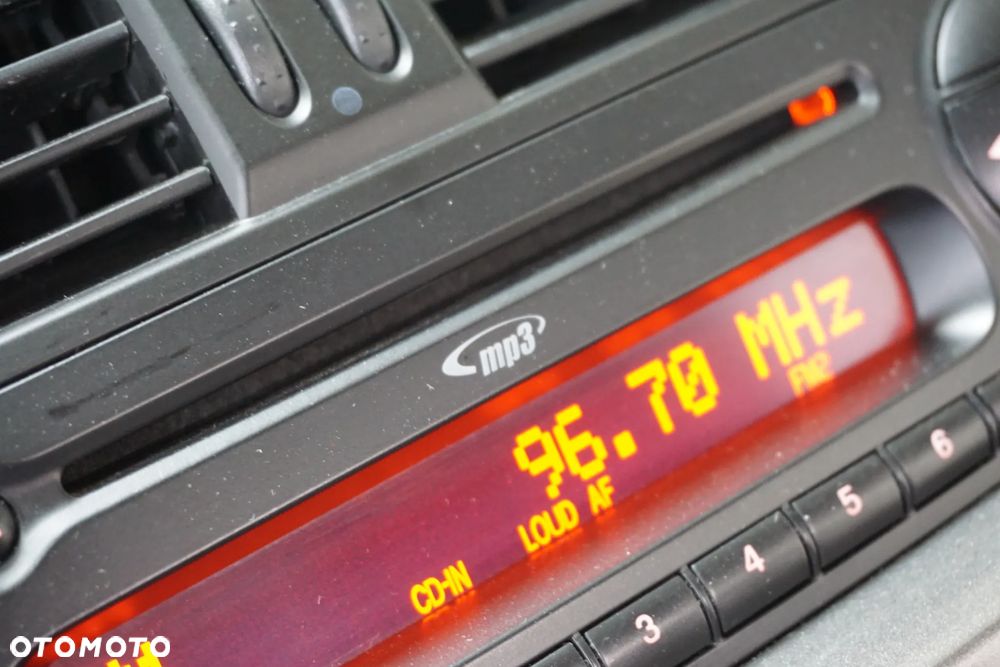 mp3
96.70 MHz
FM2
LOUD AF
CD-IN
6
5
4
3
OTOMOTO